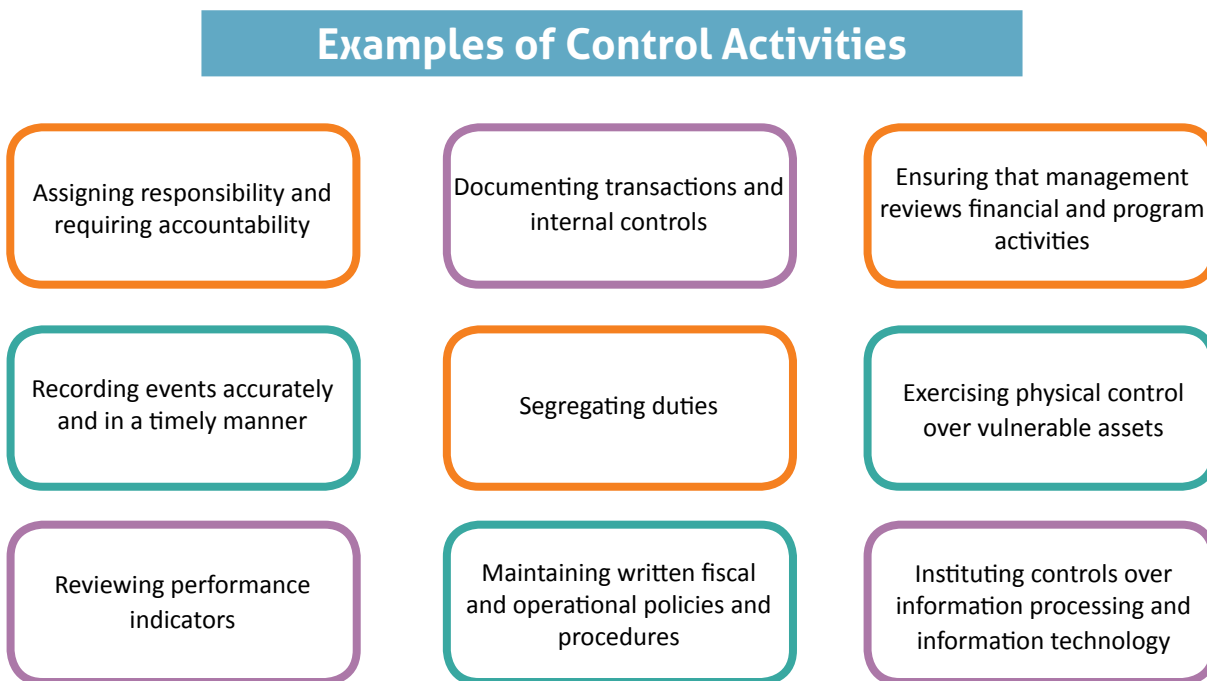 Examples of Control Activities
Assigning responsibility and
requiring accountability
Documenting transactions and
internal controls
Ensuring that management
reviews financial and program
activities
Recording events accurately
and in a timely manner
Segregating duties
Exercising physical control
over vulnerable assets
Reviewing performance
indicators
Maintaining written fiscal
and operational policies and
procedures
Instituting controls over
information processing and
information technology